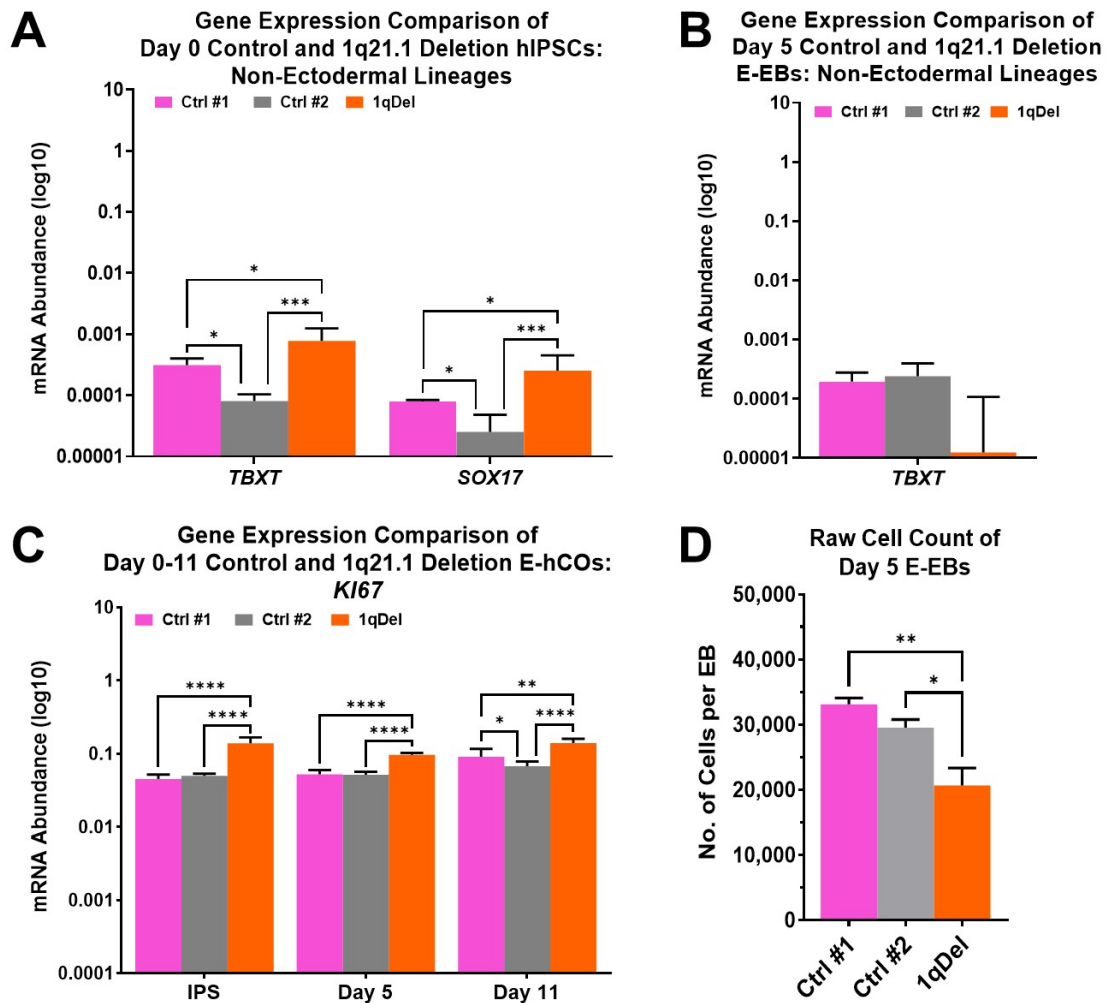 A
Gene Expression Comparison of
Day 0 Control and 1q21.1 Deletion hIPSCs:
Non-Ectodermal Lineages
Ctrl #1 Ctrl #2 1qDel
mRNA Abundance (log10)
10
1
0.1
0.01
0.001
0.0001
0.00001
*
*
***
*
*
***
TBXT SOX17
B
Gene Expression Comparison of
Day 5 Control and 1q21.1 Deletion
E-EBs: Non-Ectodermal Lineages
Ctrl #1 Ctrl #2 1qDel
mRNA Abundance (log10)
10
1
0.1
0.01
0.001
0.0001
0.00001
TBXT
C
Gene Expression Comparison of
Day 0-11 Control and 1q21.1 Deletion E-hCOs:
KI67
Ctrl #1 Ctrl #2 1qDel
mRNA Abundance (log10)
10
1
0.1
0.01
0.001
0.0001
****
****
****
****
**
*
****
IPS Day 5 Day 11
D
Raw Cell Count of
Day 5 E-EBs
No. of Cells per EB
50,000
40,000
30,000
20,000
10,000
0
**
*
Ctrl #1 Ctrl #2 1qDel